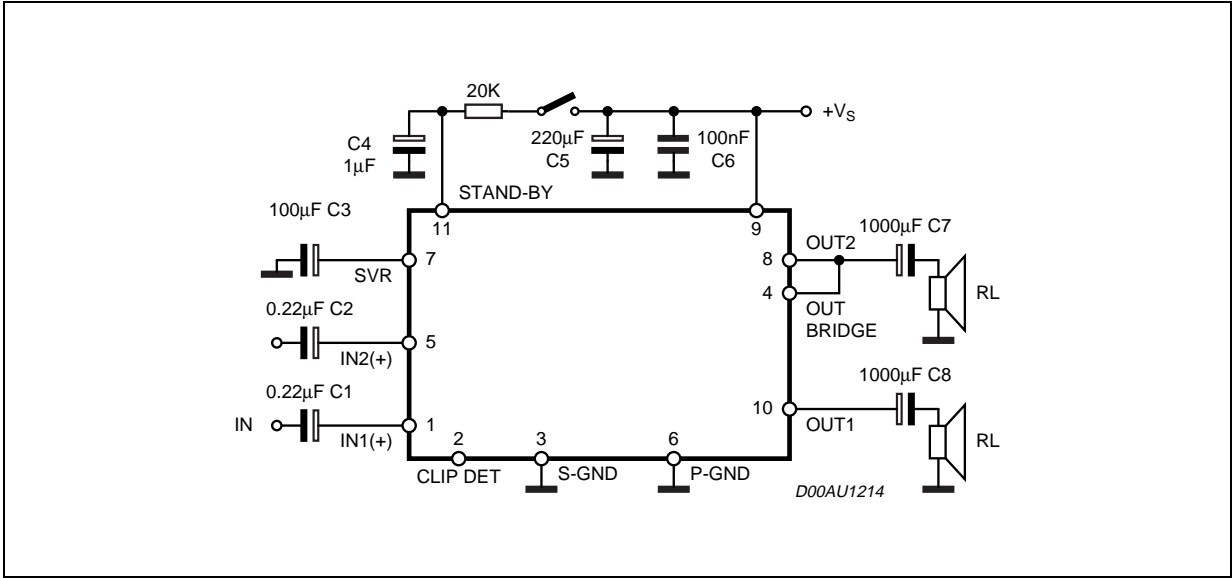 20K
+VS
C4
1µF
220µF
C5
100nF
C6
STAND-BY
100µF C3
11
9
1000µF C7
OUT2
7
8
SVR
RL
4
0.22µF C2
OUT
BRIDGE
5
IN2(+)
1000µF C8
0.22µF C1
10
OUT1
IN
1
IN1(+)
2
3
6
RL
CLIP DET
S-GND
P-GND
D00AU1214